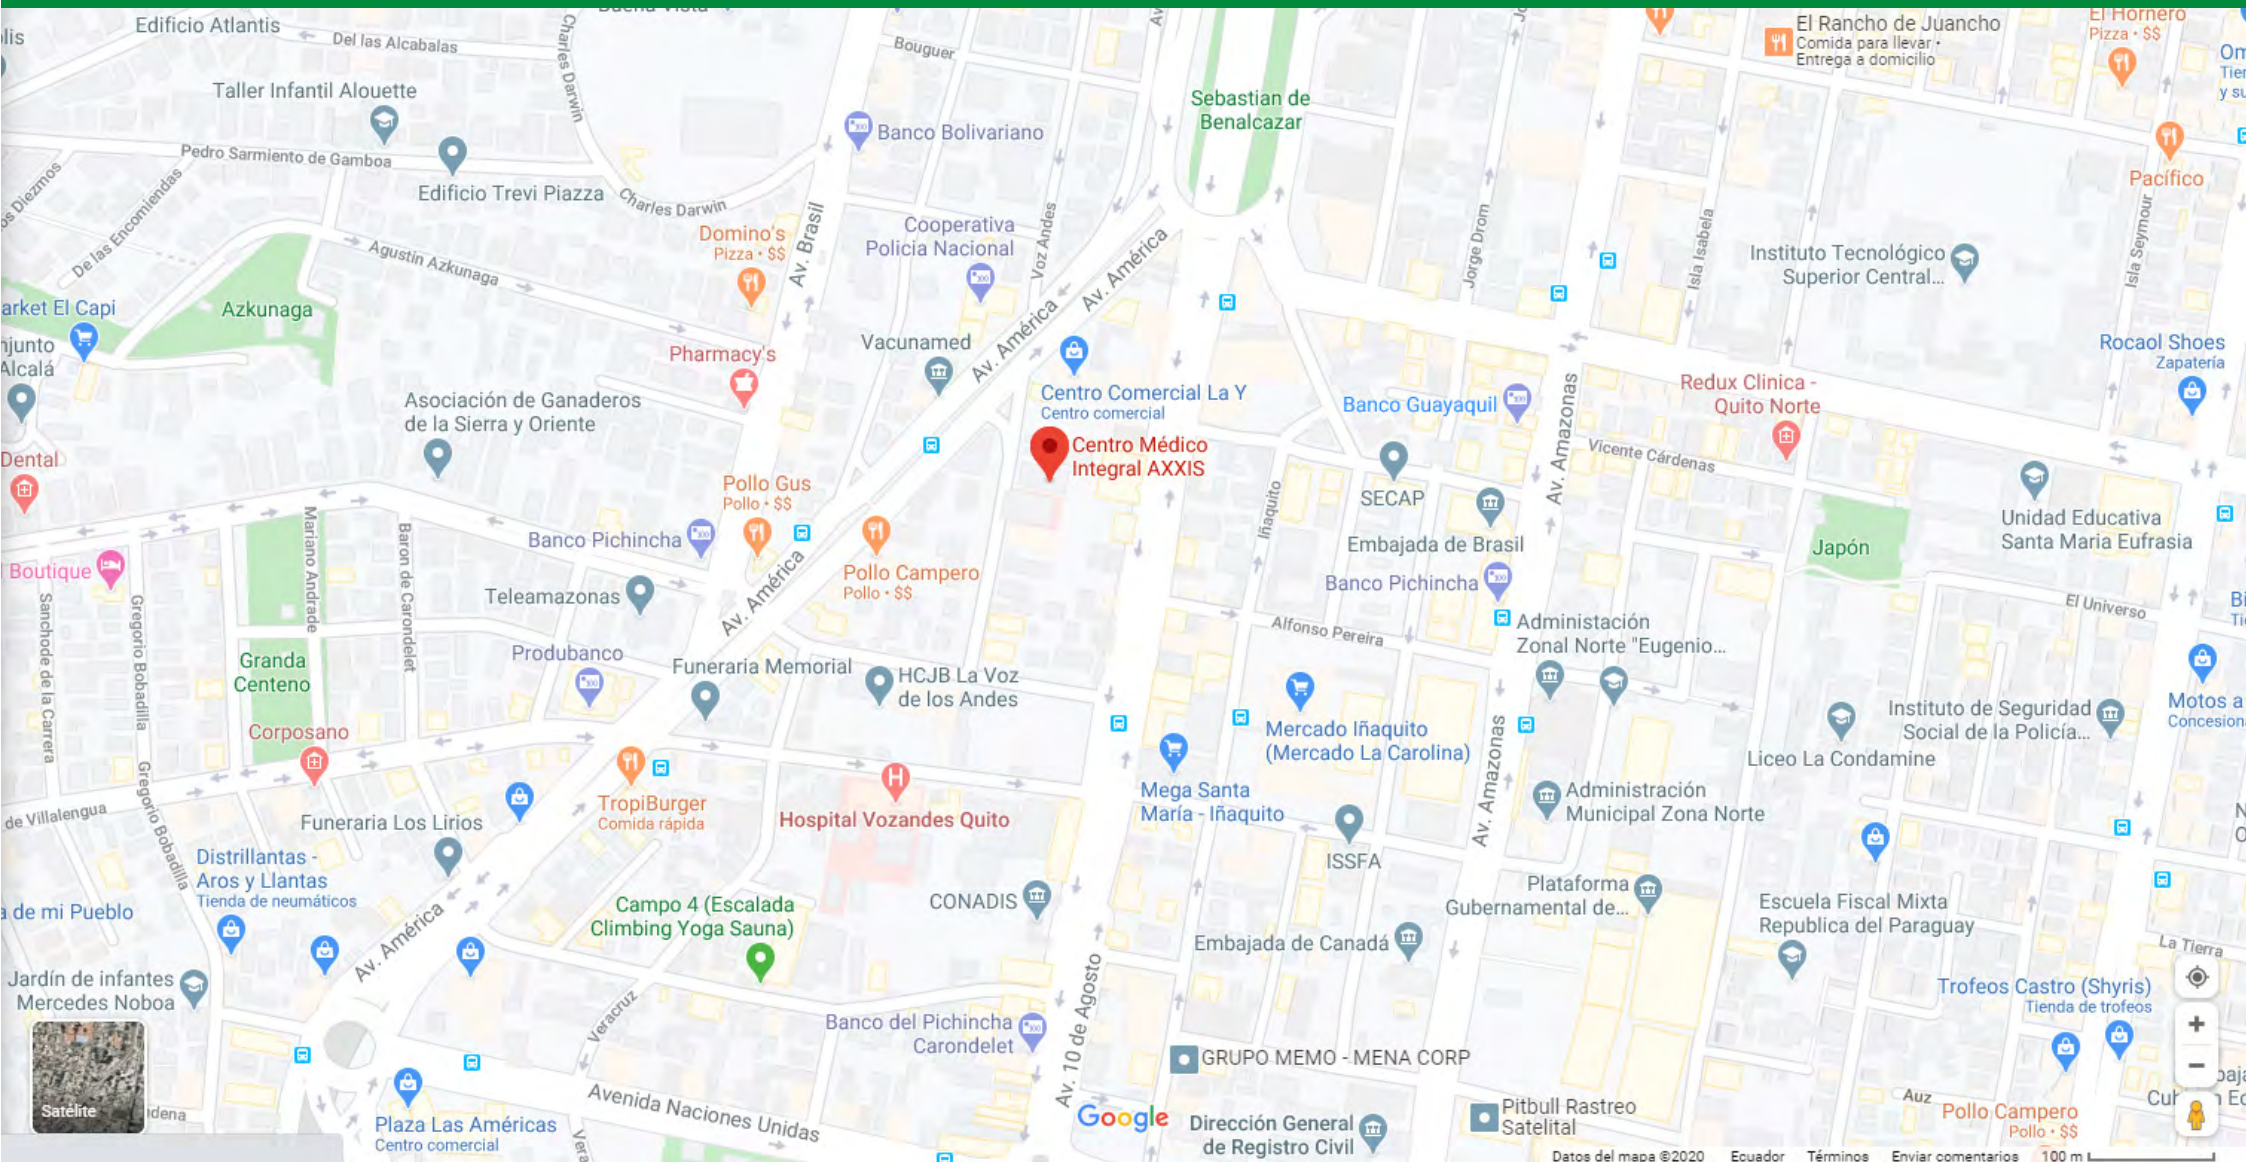 Edificio Atlantis
Del las Alcabalas
Charles Darwin
Bouguer
El Rancho de Juancho
Comida para llevar •
Entrega a domicilio
El Hornero
Pizza • $$
Taller Infantil Alouette
Sebastian de
Benalcazar
Banco Bolivariano
Pedro Sarmiento de Gamboa
Edificio Trevi Piazza
Charles Darwin
Pacífico
De las Encomiendas
Agustín Azkunaga
Domino's
Pizza • $$
Av. Brasil
Cooperativa
Policia Nacional
Voz Andes
Av. América
Jorge Drom
Isla Isabela
Instituto Tecnológico
Superior Central...
Isla Seymour
arket El Capi
Azkunaga
njunto
Alcalá
Pharmacy's
Vacunamed
Av. América
Centro Comercial La Y
Centro comercial
Rocaol Shoes
Zapatería
Redux Clinica -
Quito Norte
Banco Guayaquil
Av. Amazonas
Asociación de Ganaderos
de la Sierra y Oriente
Centro Médico
Integral AXXIS
Vicente Cárdenas
Dental
Pollo Gus
Pollo • $$
Iñaquito
SECAP
Unidad Educativa
Santa Maria Eufrasia
Mariano Andrade
Baron de Carondelet
Banco Pichincha
Embajada de Brasil
Japón
Boutique
Pollo Campero
Pollo • $$
Banco Pichincha
Teleamazonas
Av. América
Sanchode de la Carrera
Gregorio Bobadilla
El Universo
Alfonso Pereira
Administación
Zonal Norte "Eugenio...
Granda
Centeno
Produbanco
Funeraria Memorial
HCJB La Voz
de los Andes
Mercado Iñaquito
(Mercado La Carolina)
Av. Amazonas
Instituto de Seguridad
Social de la Policía...
Motos a
Corposano
Liceo La Condamine
Gregorio Bobadilla
Mega Santa
María - Iñaquito
Administración
Municipal Zona Norte
TropiBurger
Comida rápida
Hospital Vozandes Quito
de Villalengua
Funeraria Los Lirios
ISSFA
Distrillantas -
Aros y Llantas
Tienda de neumáticos
Plataforma
Gubernamental de...
a de mi Pueblo
Campo 4 (Escalada
Climbing Yoga Sauna)
CONADIS
Escuela Fiscal Mixta
Republica del Paraguay
Av. América
Embajada de Canadá
La Tierra
Jardín de infantes
Mercedes Noboa
Av. 10 de Agosto
Trofeos Castro (Shyris)
Tienda de trofeos
Veracruz
Banco del Pichincha
Carondelet
GRUPO MEMO - MENA CORP
Satélite
Avenida Naciones Unidas
Plaza Las Américas
Centro comercial
Google
Dirección General
de Registro Civil
Pitbull Rastreo
Satelital
Auz
Pollo Campero
Pollo • $$
Datos del mapa ©2020 Ecuador Términos Enviar comentarios 100 m